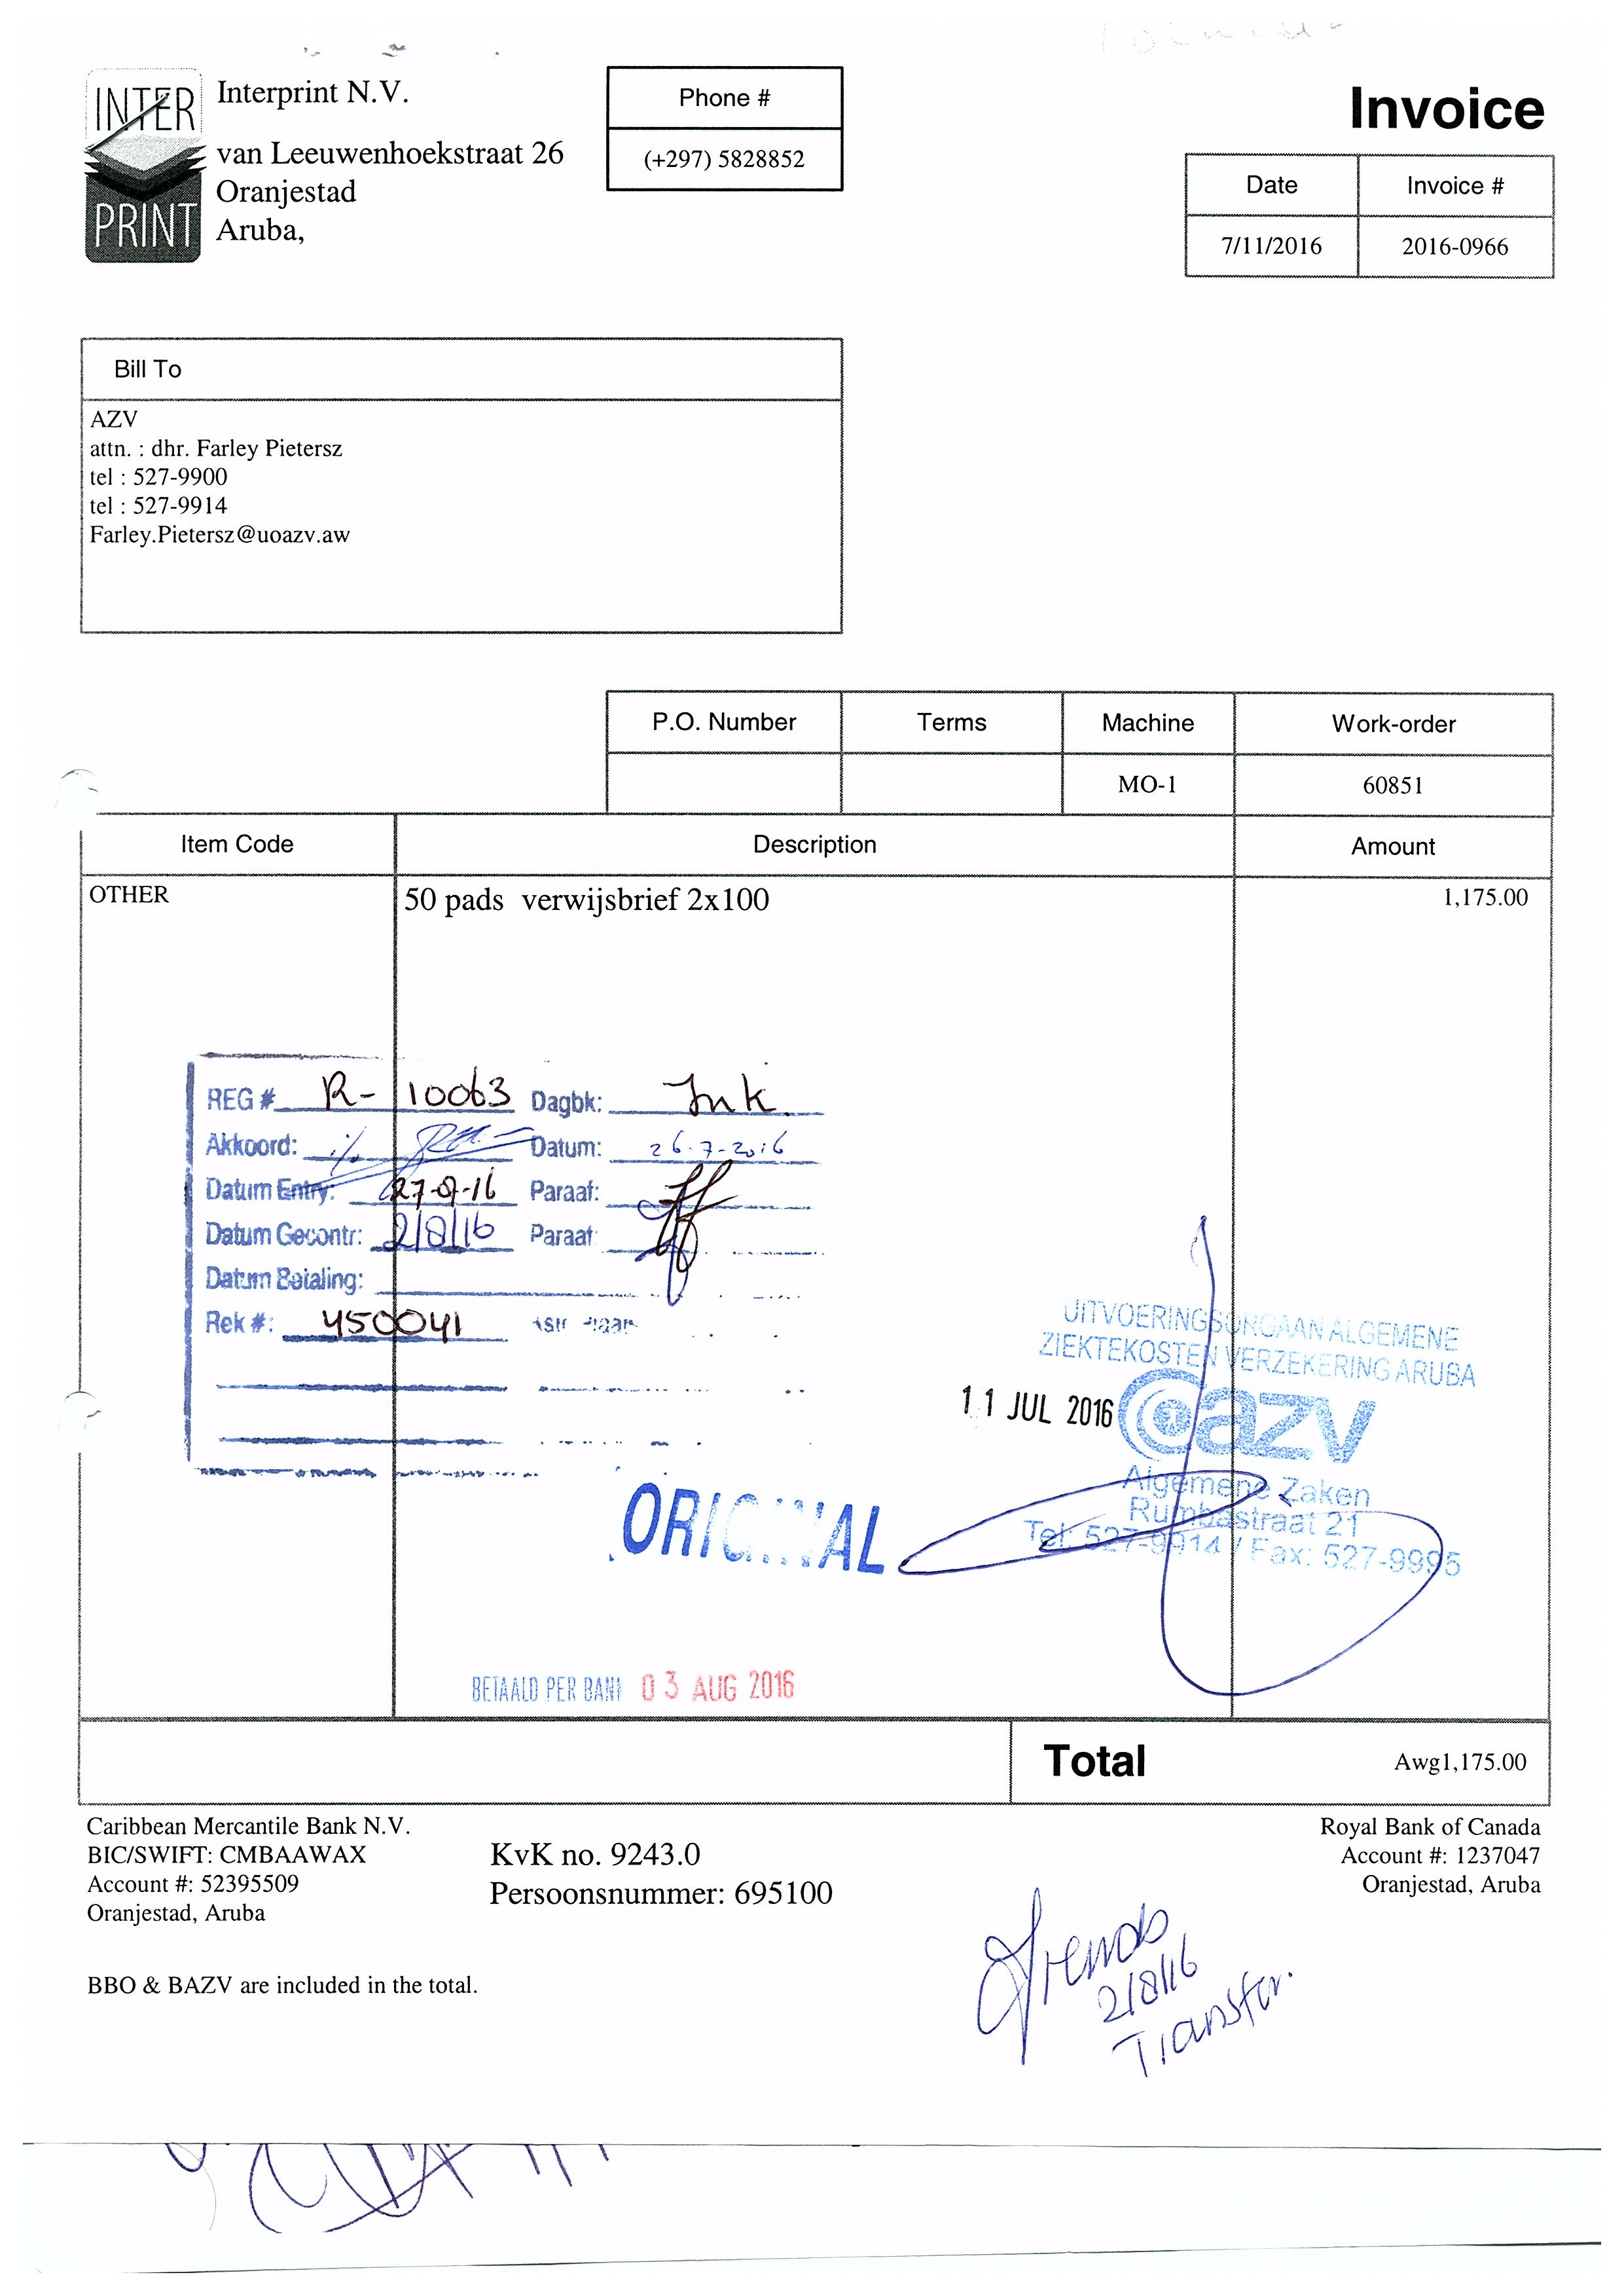 INTER
PRINT
Interprint N.V.
van Leeuwenhoekstraat 26
Oranjestad
Aruba,
Phone #
(+297) 5828852
Invoice
Date Invoice #
7/11/2016 2016-0966
Bill To
AZV
attn. : dhr. Farley Pietersz
tel : 527-9900
tel : 527-9914
Farley.Pietersz@uoazv.aw
P.O. Number Terms Machine Work-order
MO-1 60851
Item Code Description Amount
OTHER 50 pads verwijsbrief 2x100 1,175.00
REG # R- 10063 Dagbk: Ink.
Akkoord: Datum: 26-7-2016
Datum Entry: 27-07-16 Paraaf:
Datum Gecontr: 2/8/16 Paraaf
Datum Betaling:
Rek #: 450041
UITVOERINGSORGAAN ALGEMENE
ZIEKTEKOSTEN VERZEKERING ARUBA
11 JUL 2016 azv
Algemene Zaken
Rumbastraat 21
Tel: 527-9914 / Fax: 527-9995
ORIGINAL
BETAALD PER BANK 03 AUG 2016
Total Awg1,175.00
Caribbean Mercantile Bank N.V.
BIC/SWIFT: CMBAAWAX
Account #: 52395509
Oranjestad, Aruba
KvK no. 9243.0
Persoonsnummer: 695100
Royal Bank of Canada
Account #: 1237047
Oranjestad, Aruba
BBO & BAZV are included in the total.
2/8/16
Transfer.